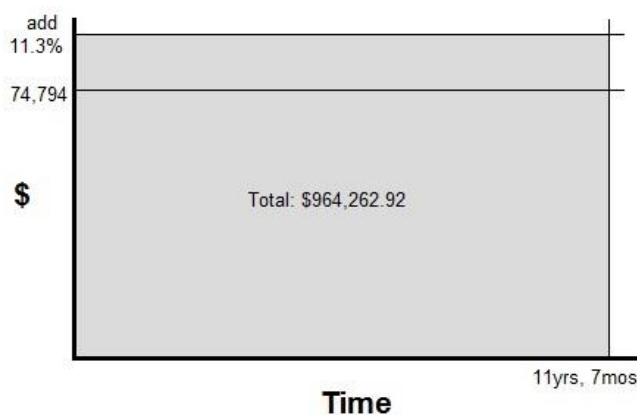 add
11.3%
74,794
$
Total: $964,262.92
11yrs, 7mos
Time